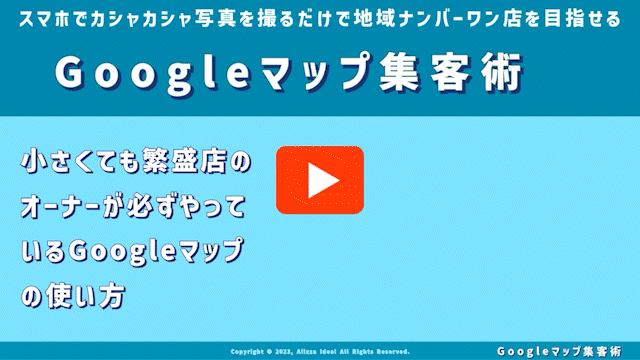 スマホでカシャカシャ写真を撮るだけで地域ナンバーワン店を目指せる
Googleマップ集客術
小さくても繁盛店の
オーナーが必ずやって
いるGoogleマップ
の使い方
Copyright © 2023, Alizza Ideal All Rights Reserved.
Googleマップ集客術